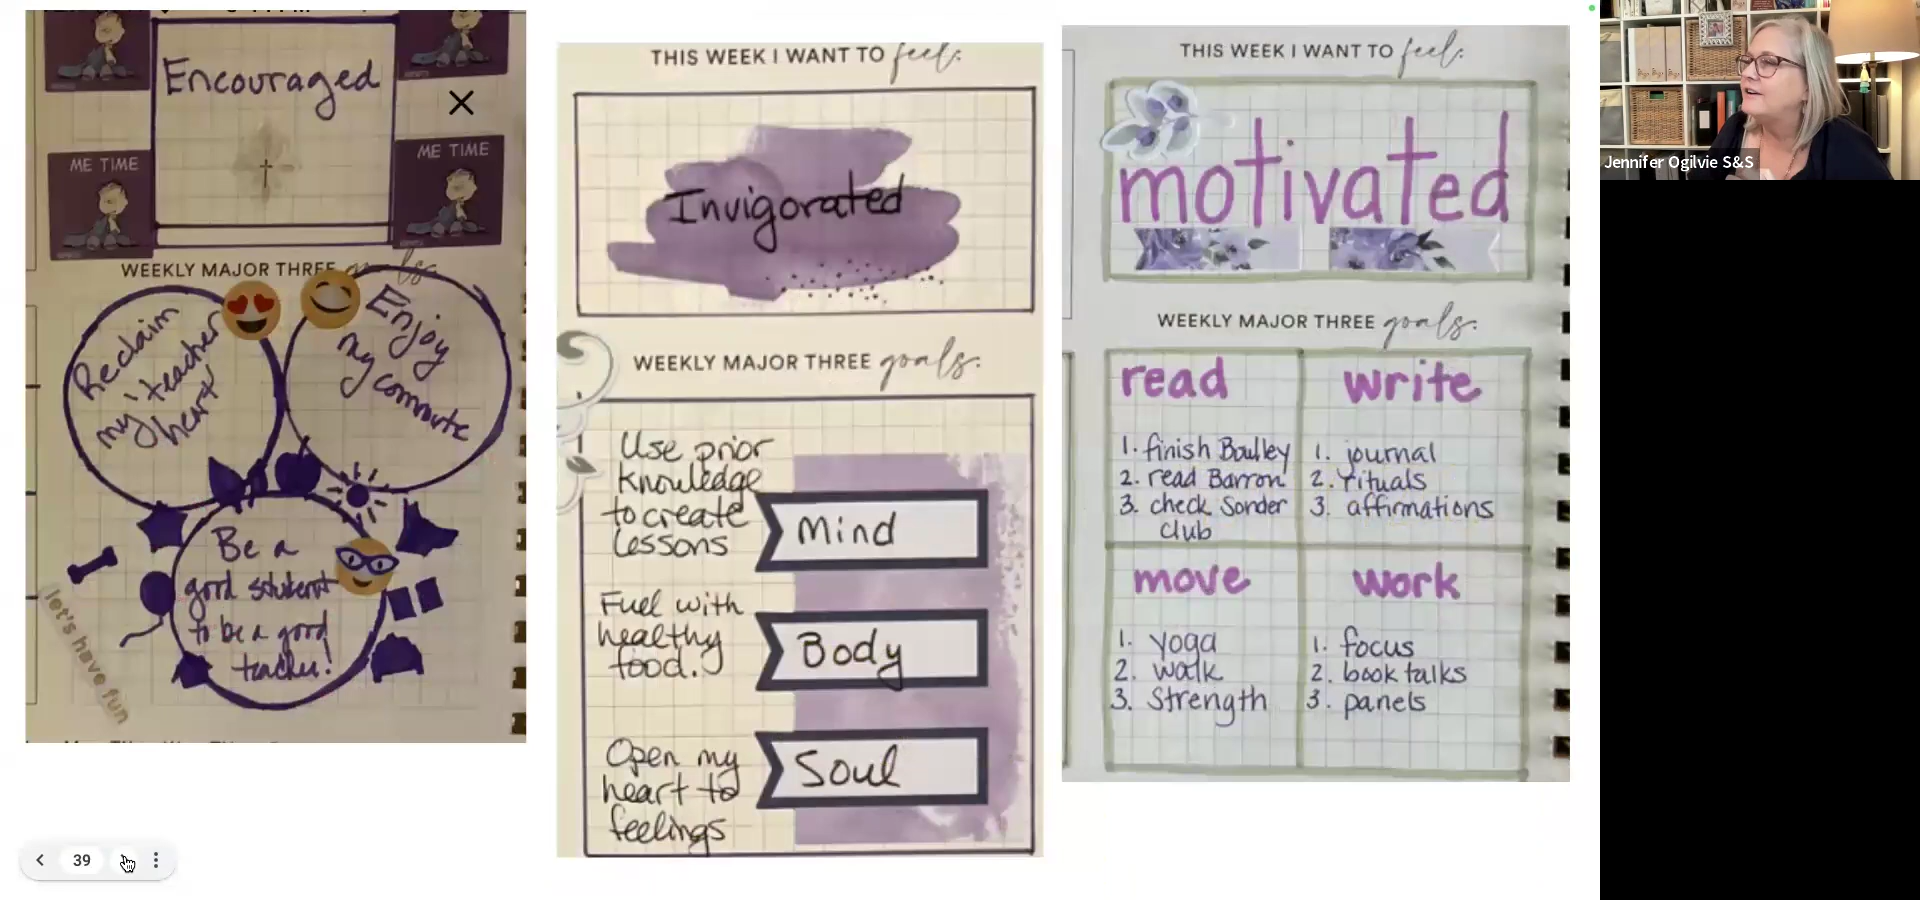 Encouraged
ME TIME
ME TIME
WEEKLY MAJOR THREE goals.
Reclaim
my 'teacher
heart'
Enjoy
my commute
Be a
good student
to be a good
teacher!
let's have fun
THIS WEEK I WANT TO feel:
Invigorated
WEEKLY MAJOR THREE goals:
Use prior
knowledge
to create
lessons
Mind
Fuel with
healthy
food.
Body
Open my
heart to
feelings
Soul
THIS WEEK I WANT TO feel:
motivated
WEEKLY MAJOR THREE goals:
read
1. finish Boulley
2. read Barron
3. check Sonder
club
write
1. journal
2. rituals
3. affirmations
move
1. yoga
2. walk
3. Strength
work
1. focus
2. book talks
3. panels
39
Jennifer Ogilvie S&S